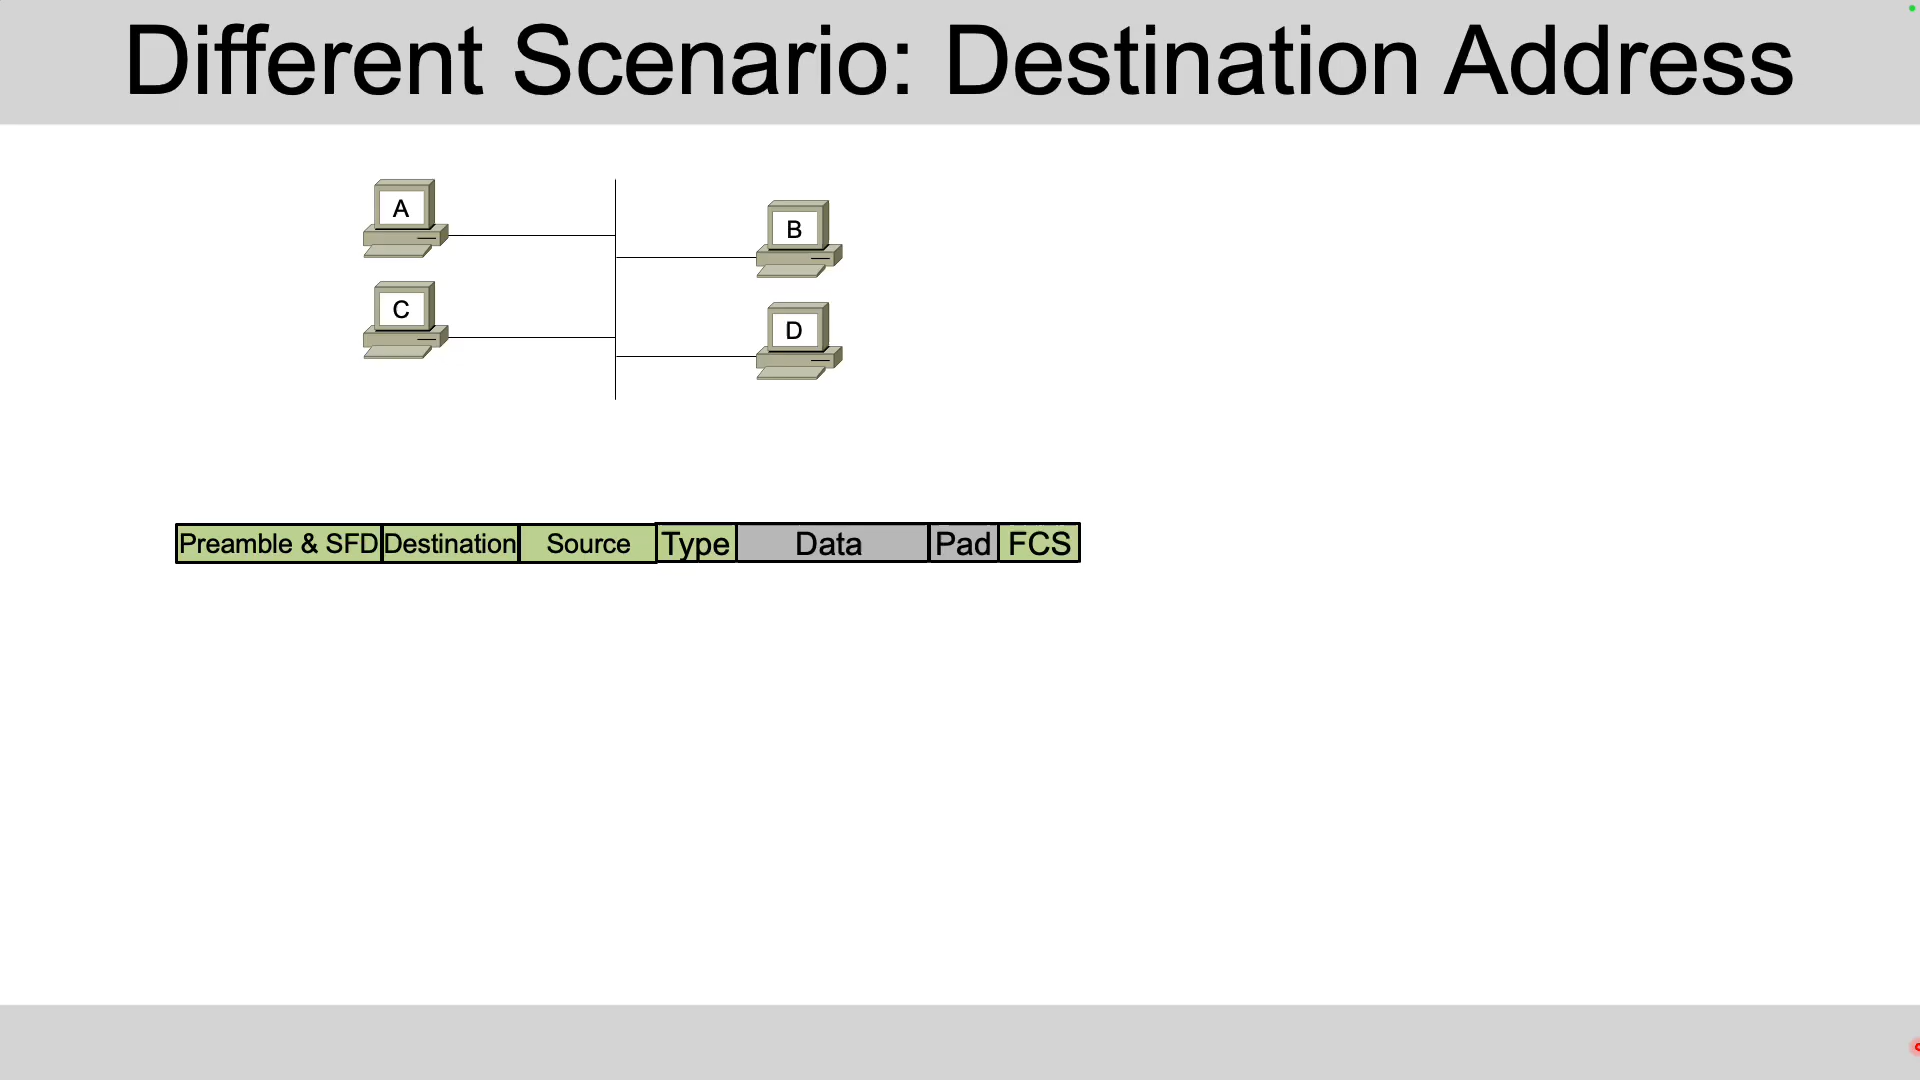 Different Scenario: Destination Address
A
B
C
D
Preamble & SFD Destination Source Type Data Pad FCS